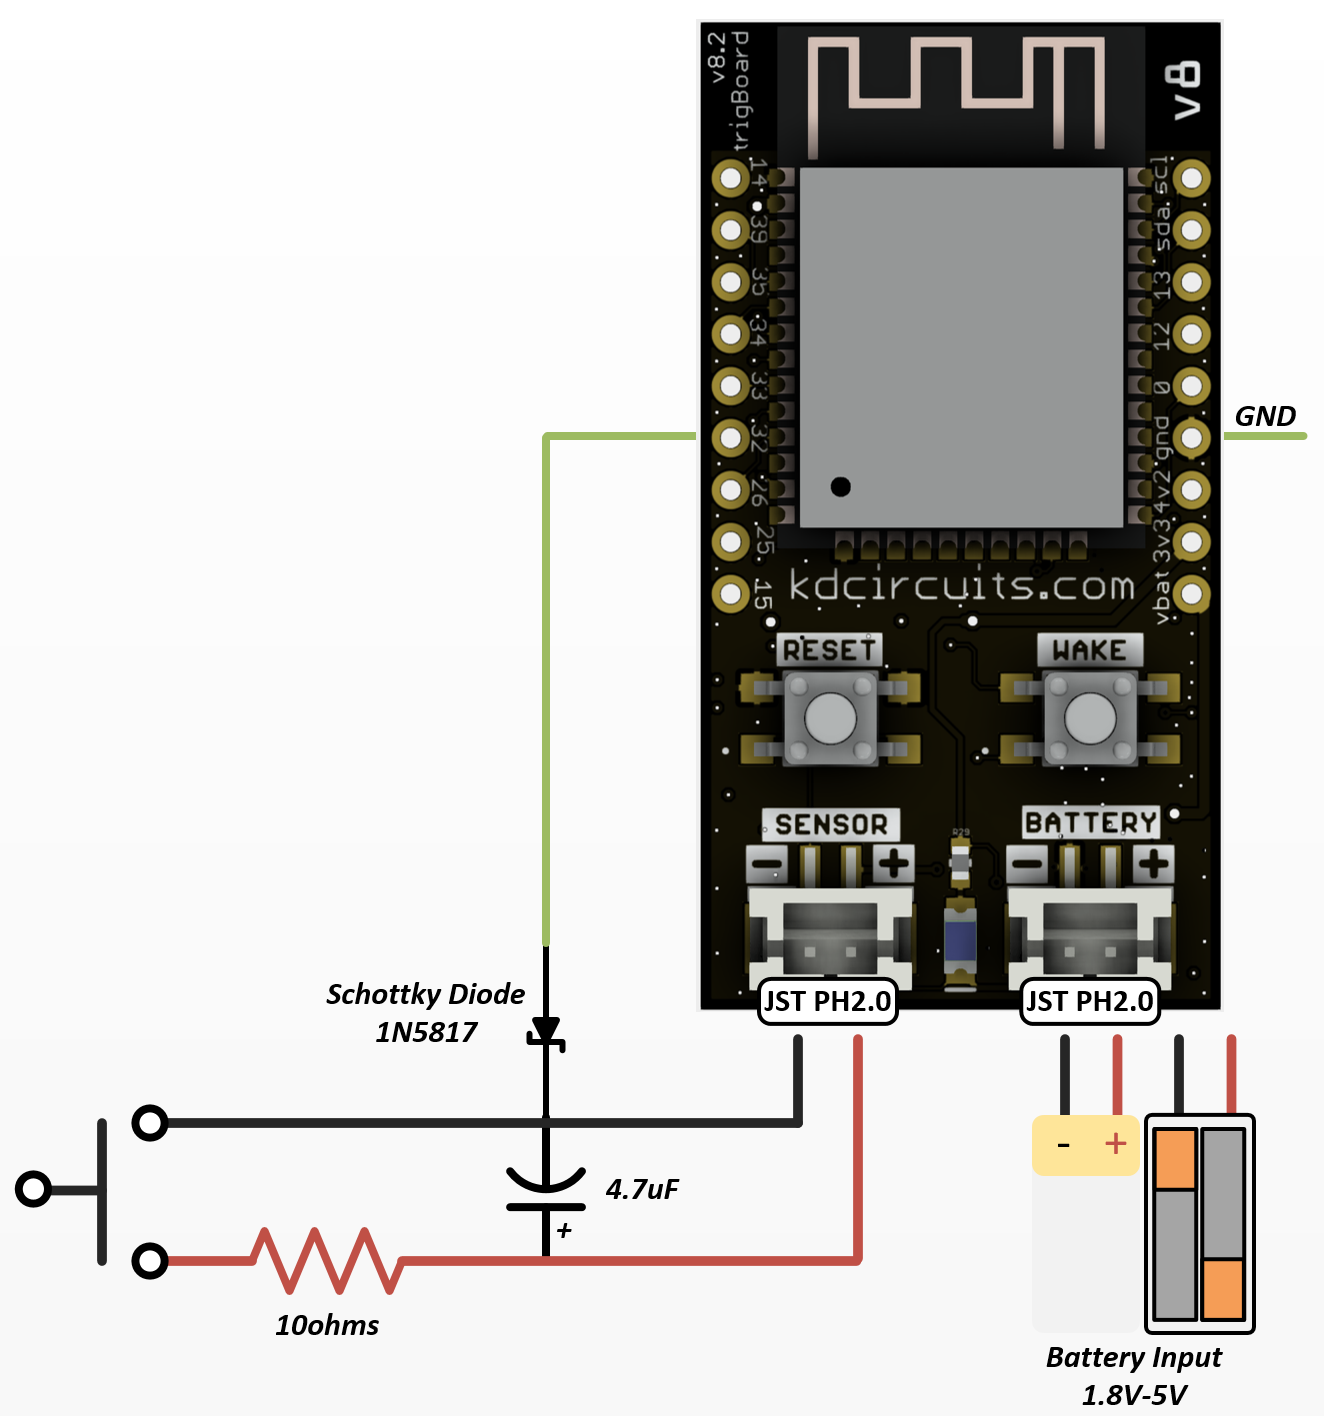 v8.2
trigBoard
v8
14
39
35
34
33
32
26
25
15
scl
sda
13
12
0
gnd
4v2
3v3
vbat
GND
kdcircuits.com
RESET
WAKE
SENSOR
BATTERY
R29
- +
- +
JST PH2.0
JST PH2.0
Schottky Diode
1N5817
4.7uF
+
10ohms
- +
Battery Input
1.8V-5V